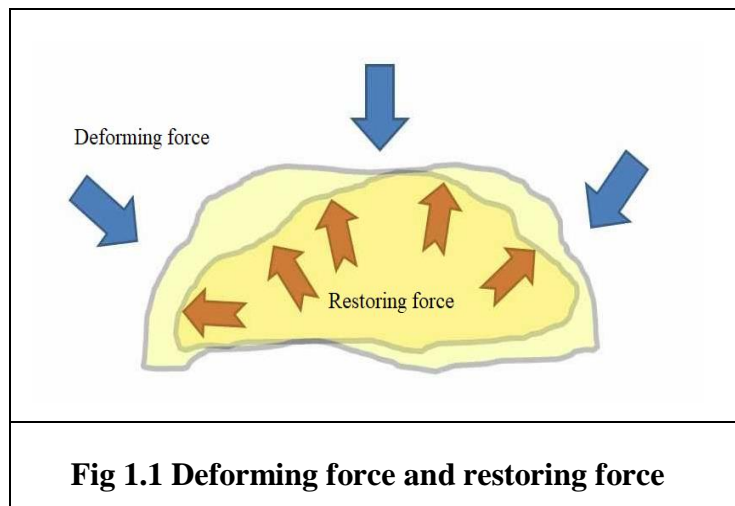 Deforming force
Restoring force
Fig 1.1 Deforming force and restoring force